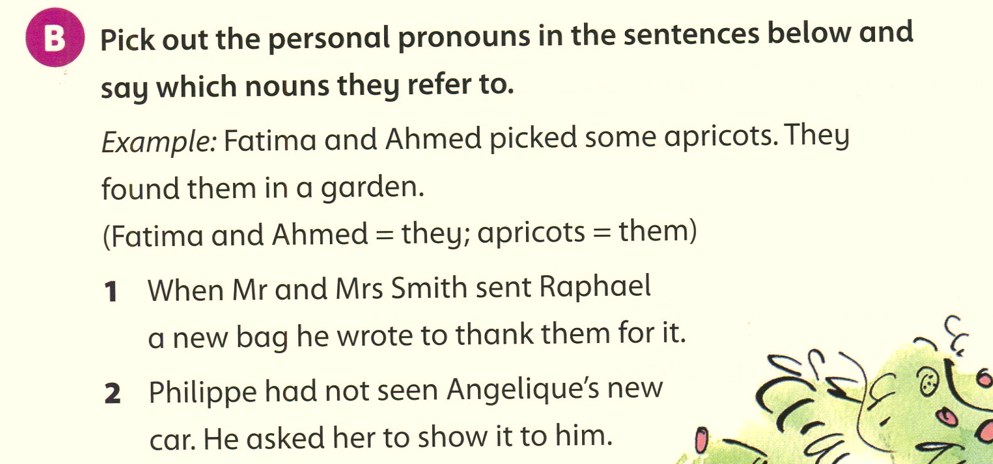 B Pick out the personal pronouns in the sentences below and
say which nouns they refer to.
Example: Fatima and Ahmed picked some apricots. They
found them in a garden.
(Fatima and Ahmed = they; apricots = them)
1 When Mr and Mrs Smith sent Raphael
a new bag he wrote to thank them for it.
2 Philippe had not seen Angelique’s new
car. He asked her to show it to him.